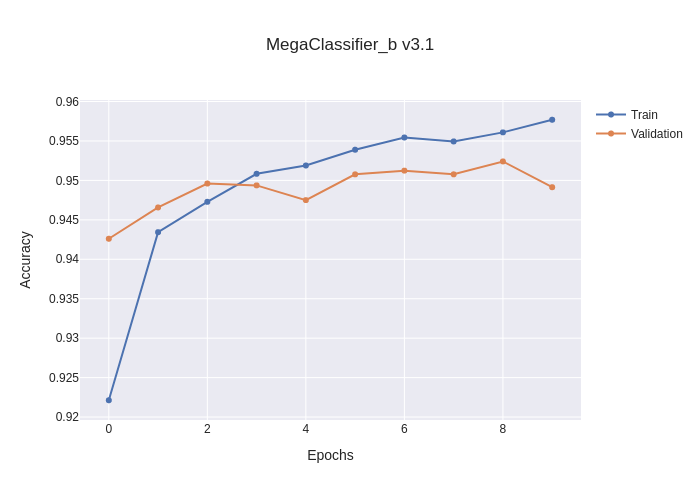 MegaClassifier_b v3.1
0.96
0.955
0.95
0.945
0.94
0.935
0.93
0.925
0.92
Accuracy
0 2 4 6 8
Epochs
Train
Validation